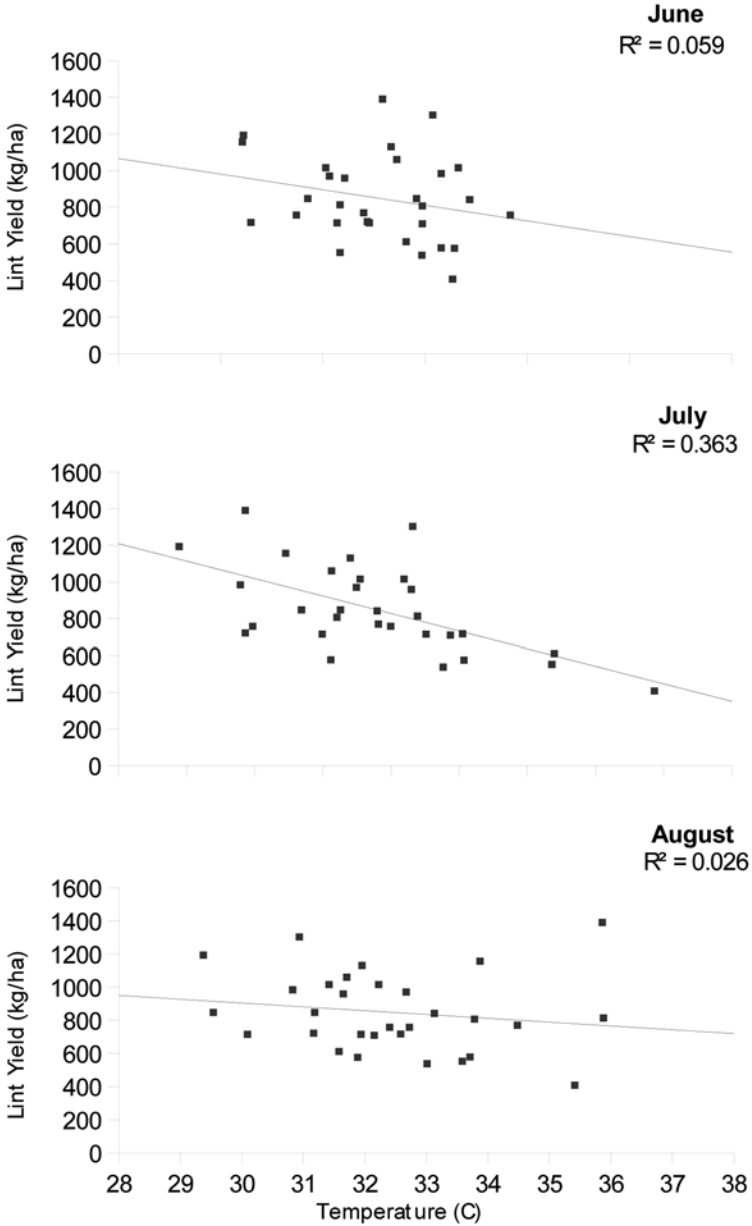 June
R² = 0.059
1600
1400
1200
1000
800
600
400
200
0
Lint Yield (kg/ha)
July
R² = 0.363
1600
1400
1200
1000
800
600
400
200
0
Lint Yield (kg/ha)
August
R² = 0.026
1600
1400
1200
1000
800
600
400
200
0
Lint Yield (kg/ha)
28 29 30 31 32 33 34 35 36 37 38
Temperature (C)